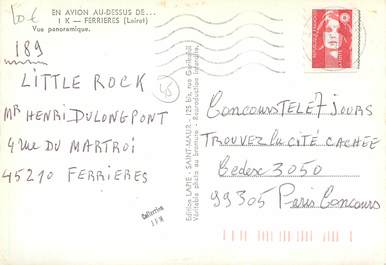 10€
EN AVION AU-DESSUS DE...
1 K — FERRIERES (Loiret)
Vue panoramique.
189
LITTLE ROCK
MR HENRI DULONGPONT
4 RUE DU MARTROI
45210 FERRIERES
Collection
Edition LAPIE - SAINT-MAUR - 125 bis, rue Garibaldi
Véritable photo au bromure - Reproduction interdite
Concours TELE 7 JOURS
TROUVEZ LA CITÉ CACHÉE
Cedex 3050
99305 Paris Concours